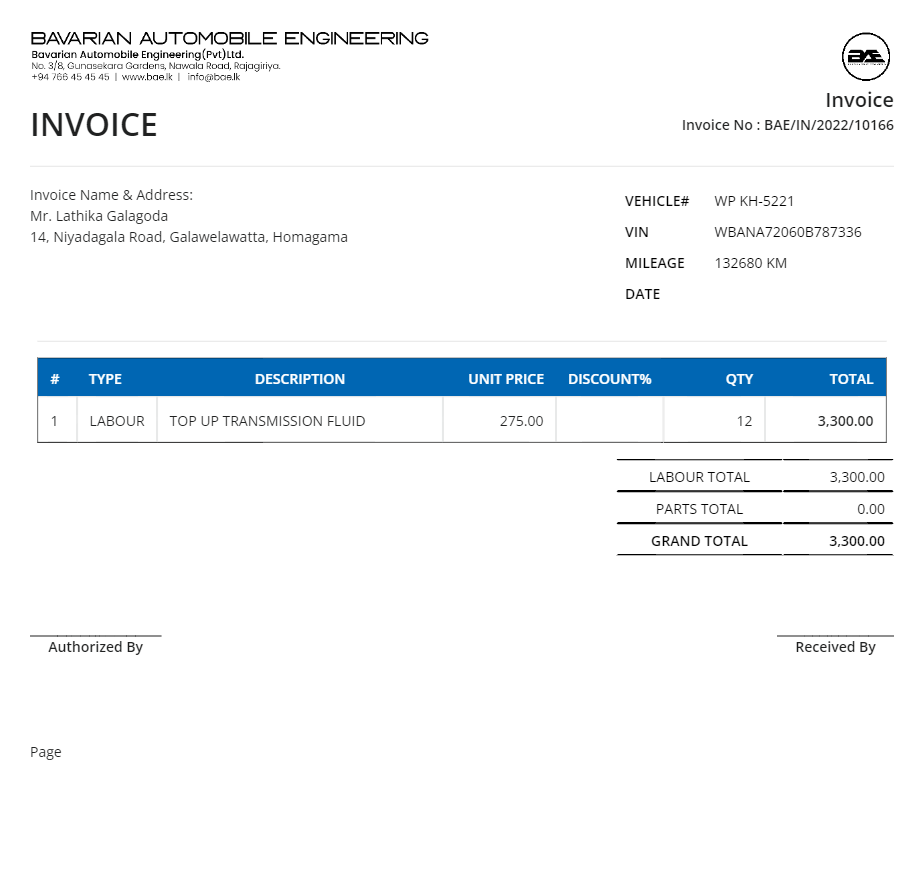 BAVARIAN AUTOMOBILE ENGINEERING
Bavarian Automobile Engineering(Pvt)Ltd.
No. 3/8, Gunasekara Gardens, Nawala Road, Rajagiriya.
+94 766 45 45 45 | www.bae.lk | info@bae.lk
BAE
Invoice
INVOICE
Invoice No : BAE/IN/2022/10166
Invoice Name & Address:
Mr. Lathika Galagoda
14, Niyadagala Road, Galawelawatta, Homagama
VEHICLE# WP KH-5221
VIN WBANA72060B787336
MILEAGE 132680 KM
DATE
# TYPE DESCRIPTION UNIT PRICE DISCOUNT% QTY TOTAL
1 LABOUR TOP UP TRANSMISSION FLUID 275.00 12 3,300.00
LABOUR TOTAL 3,300.00
PARTS TOTAL 0.00
GRAND TOTAL 3,300.00
Authorized By Received By
Page